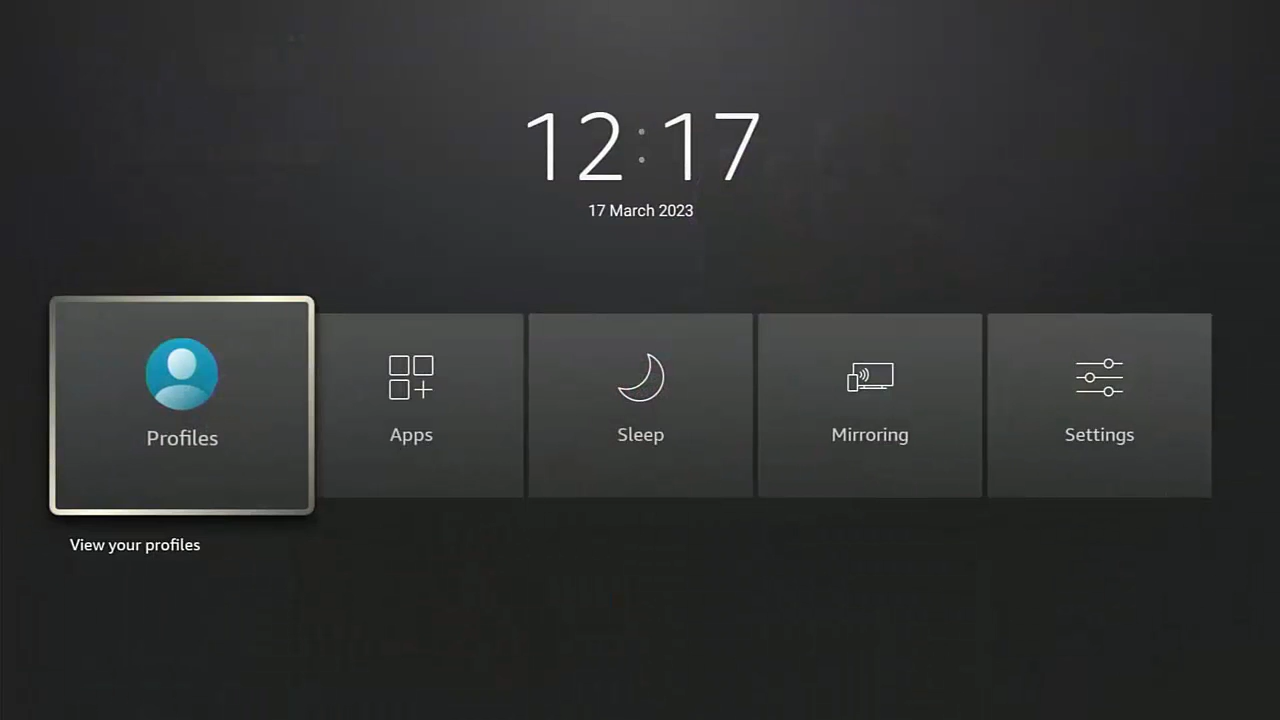 12:17
17 March 2023
Profiles
Apps
Sleep
Mirroring
Settings
View your profiles